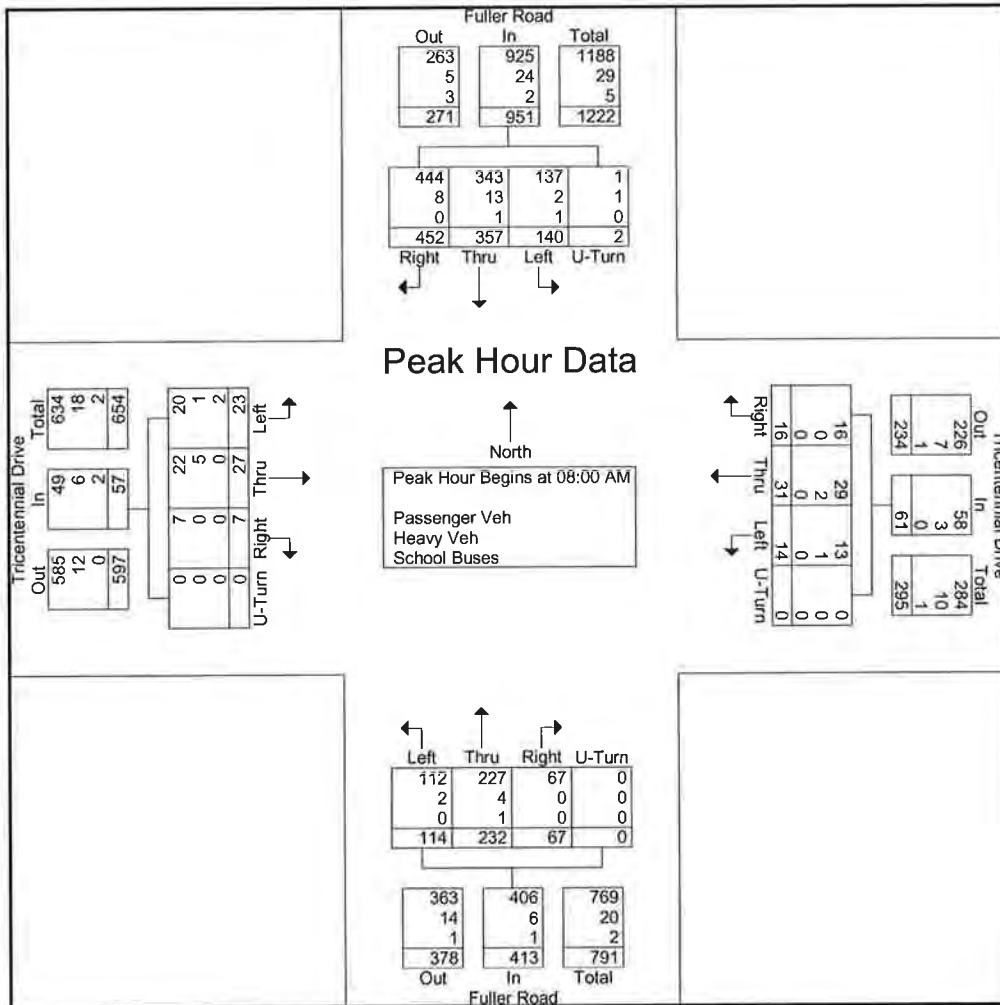 Fuller Road
Out In Total
263 925 1188
5 24 29
3 2 5
271 951 1222
444 343 137 1
8 13 2 1
0 1 1 0
452 357 140 2
Right Thru Left U-Turn
Peak Hour Data
North
Peak Hour Begins at 08:00 AM
Passenger Veh
Heavy Veh
School Buses
Tricentennial Drive
Out In Total
585 49 634
12 6 18
0 2 2
597 57 654
20 22 7 0
1 5 0 0
2 0 0 0
23 27 7 0
Left Thru Right U-Turn
Tricentennial Drive
Out In Total
226 58 284
7 3 10
1 0 1
234 61 295
16 29 13 0
0 2 1 0
0 0 0 0
16 31 14 0
Right Thru Left U-Turn
Left Thru Right U-Turn
112 227 67 0
2 4 0 0
0 1 0 0
114 232 67 0
363 406 769
14 6 20
1 1 2
378 413 791
Out In Total
Fuller Road